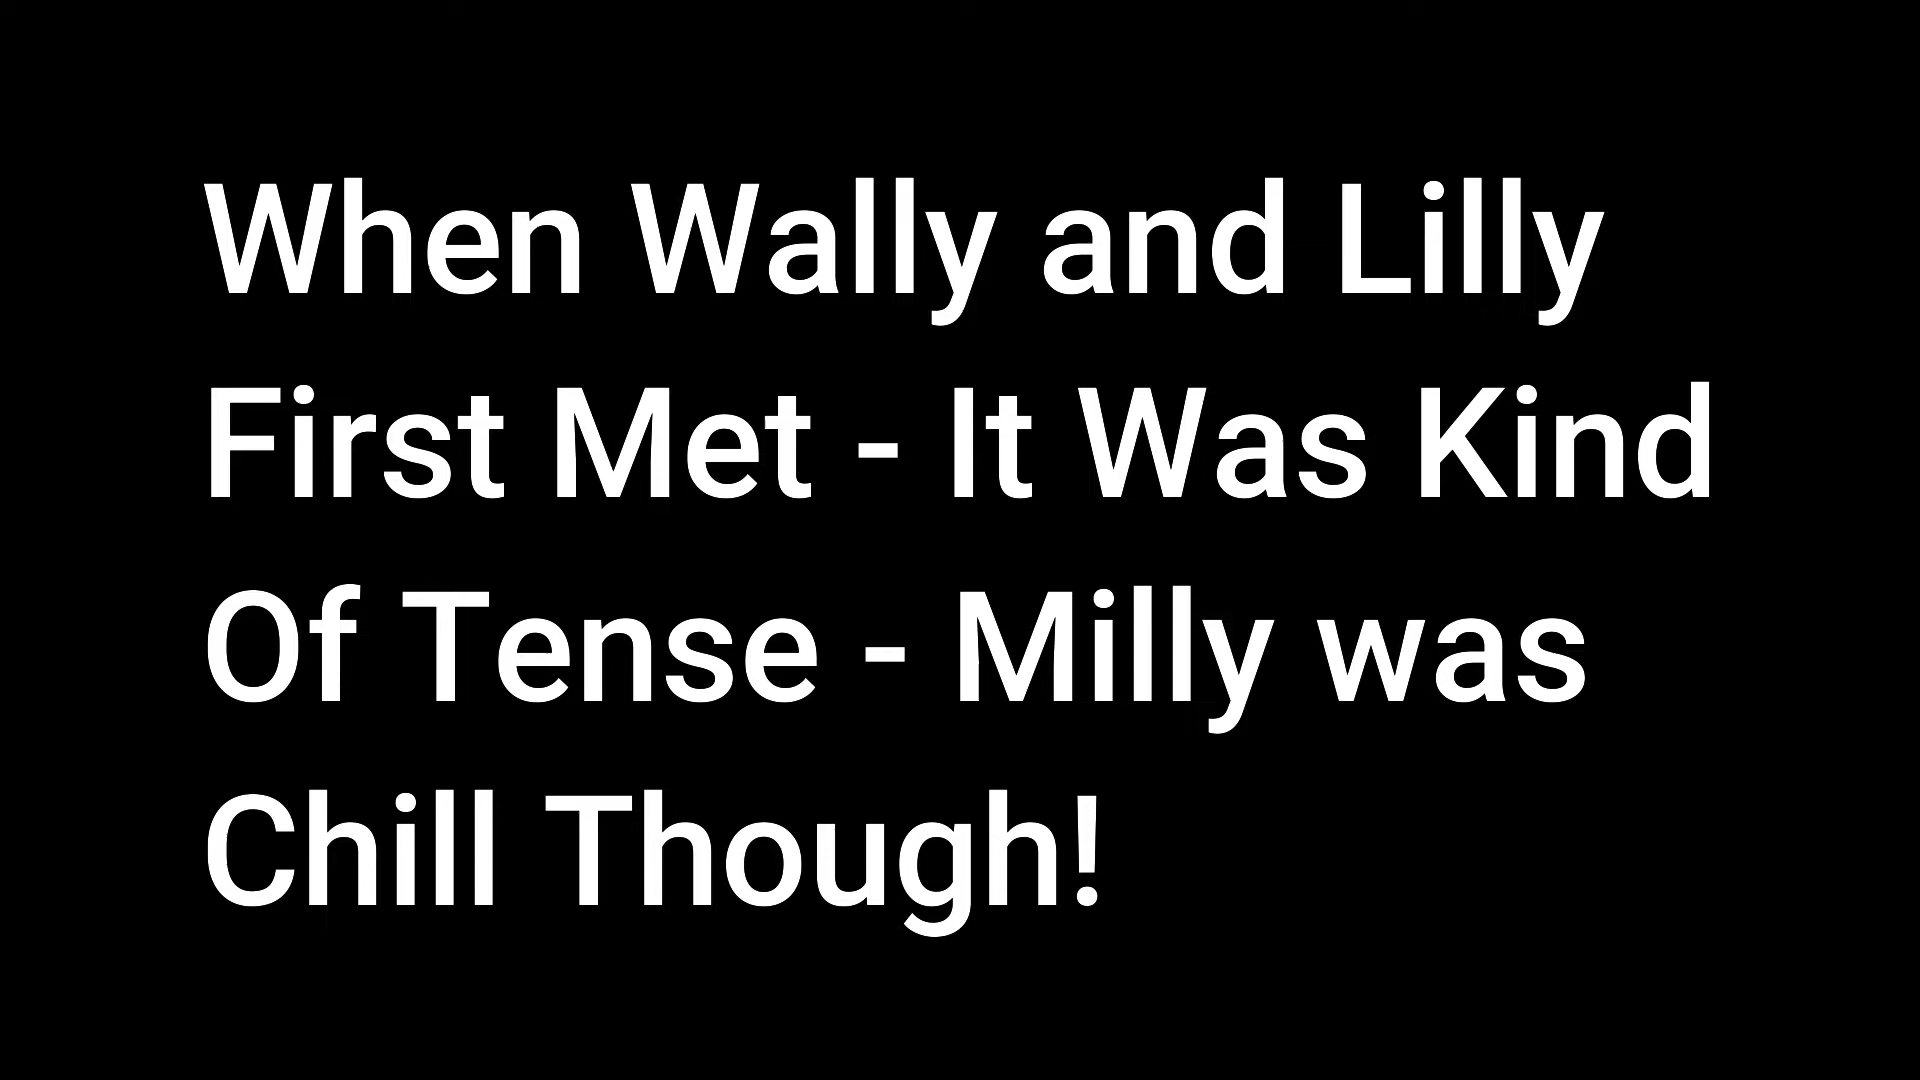 When Wally and Lilly
First Met - It Was Kind
Of Tense - Milly was
Chill Though!